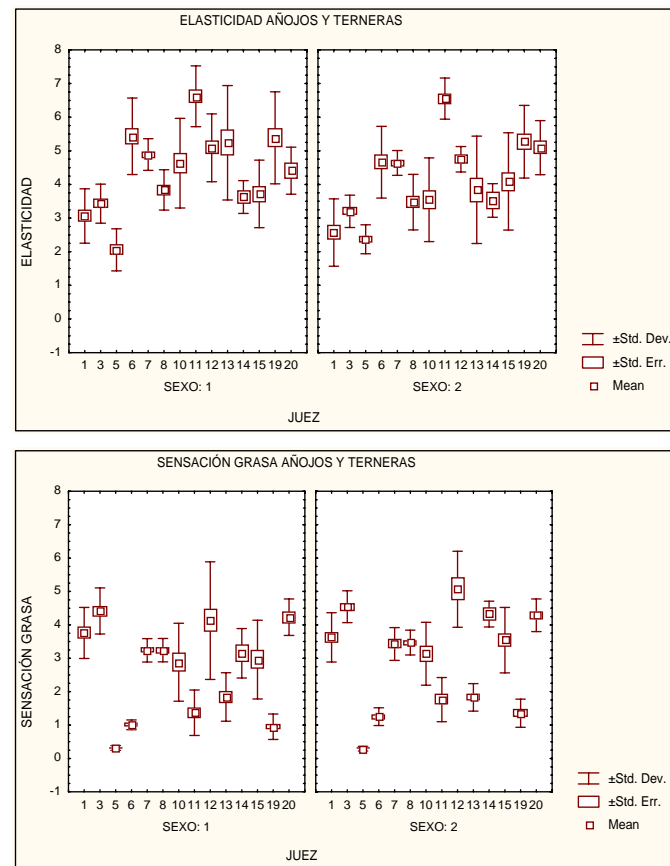 ELASTICIDAD AÑOJOS Y TERNERAS
ELASTICIDAD
8
7
6
5
4
3
2
1
0
-1
1 3 5 6 7 8 10 11 12 13 14 15 19 20
SEXO: 1
1 3 5 6 7 8 10 11 12 13 14 15 19 20
SEXO: 2
JUEZ
±Std. Dev.
±Std. Err.
Mean
SENSACIÓN GRASA AÑOJOS Y TERNERAS
SENSACIÓN GRASA
8
7
6
5
4
3
2
1
0
-1
1 3 5 6 7 8 10 11 12 13 14 15 19 20
SEXO: 1
1 3 5 6 7 8 10 11 12 13 14 15 19 20
SEXO: 2
JUEZ
±Std. Dev.
±Std. Err.
Mean